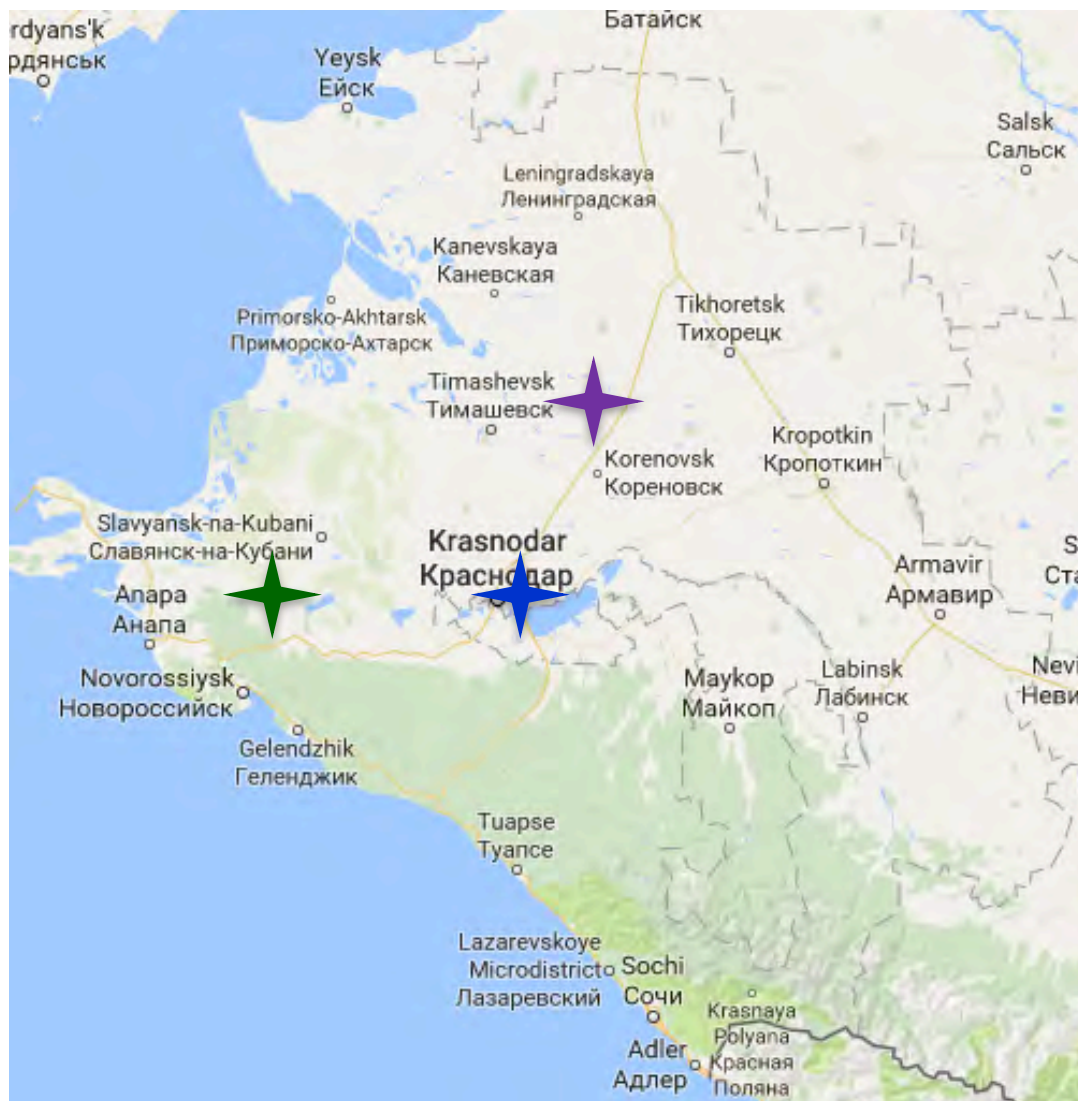 Батайск
rdyans'k
рдянськ
Yeysk
Ейск
Salsk
Сальск
Leningradskaya
Ленинградская
Kanevskaya
Каневская
Primorsko-Akhtarsk
Приморско-Ахтарск
Tikhoretsk
Тихорецк
Timashevsk
Тимашевск
Kropotkin
Кропоткин
Korenovsk
Кореновск
Slavyansk-na-Kubani
Славянск-на-Кубани
Krasnodar
Краснодар
S
Ста
Armavir
Армавир
Anapa
Анапа
Novorossiysk
Новороссийск
Maykop
Майкоп
Labinsk
Лабинск
Nevi
Неви
Gelendzhik
Геленджик
Tuapse
Туапсе
Lazarevskoye
Microdistrict
Лазаревский
Sochi
Сочи
Krasnaya
Polyana
Красная
Поляна
Adler
Адлер